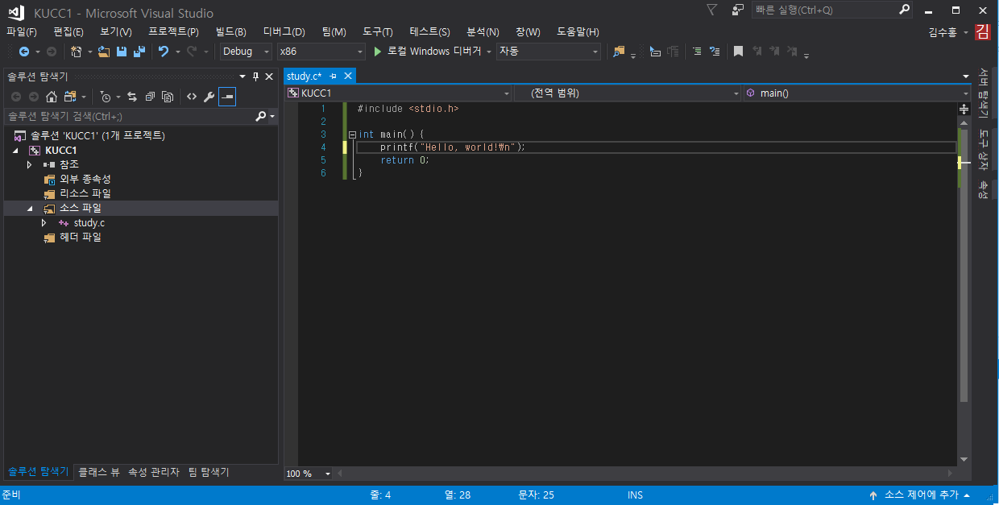 KUCC1 - Microsoft Visual Studio
빠른 실행(Ctrl+Q)
파일(F) 편집(E) 보기(V) 프로젝트(P) 빌드(B) 디버그(D) 팀(M) 도구(T) 테스트(S) 분석(N) 창(W) 도움말(H)
김수홍 김
Debug x86 로컬 Windows 디버거 자동
솔루션 탐색기
솔루션 탐색기 검색(Ctrl+;)
솔루션 'KUCC1' (1개 프로젝트)
KUCC1
참조
외부 종속성
리소스 파일
소스 파일
study.c
헤더 파일
솔루션 탐색기 클래스 뷰 속성 관리자 팀 탐색기
study.c*
KUCC1 (전역 범위) main()
1 #include <stdio.h>
2
3 int main() {
4 printf("Hello, world!₩n");
5 return 0;
6 }
100 %
서버 탐색기
도구 상자
속성
준비 줄: 4 열: 28 문자: 25 INS 소스 제어에 추가